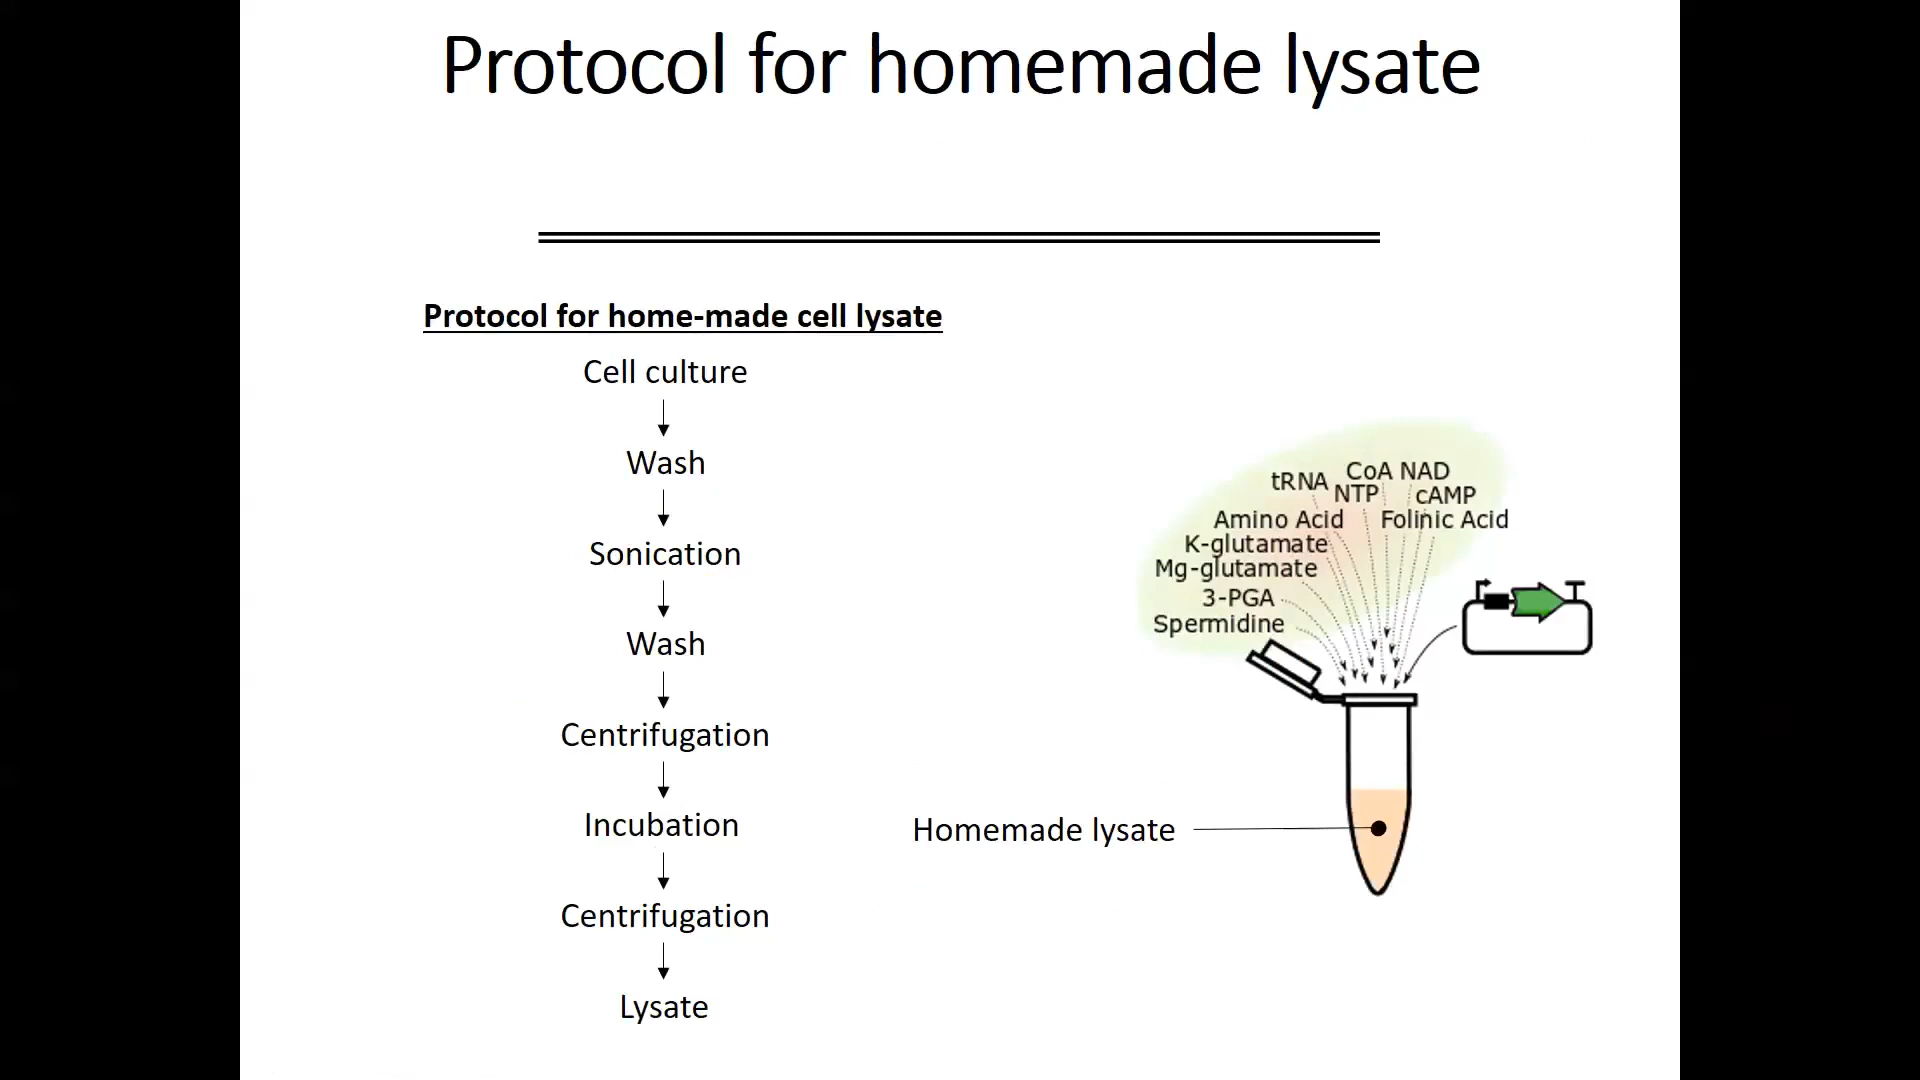 Protocol for homemade lysate
Protocol for home-made cell lysate
Cell culture
Wash
Sonication
Wash
Centrifugation
Incubation
Centrifugation
Lysate
CoA NAD
tRNA
NTP
cAMP
Amino Acid
Folinic Acid
K-glutamate
Mg-glutamate
3-PGA
Spermidine
Homemade lysate